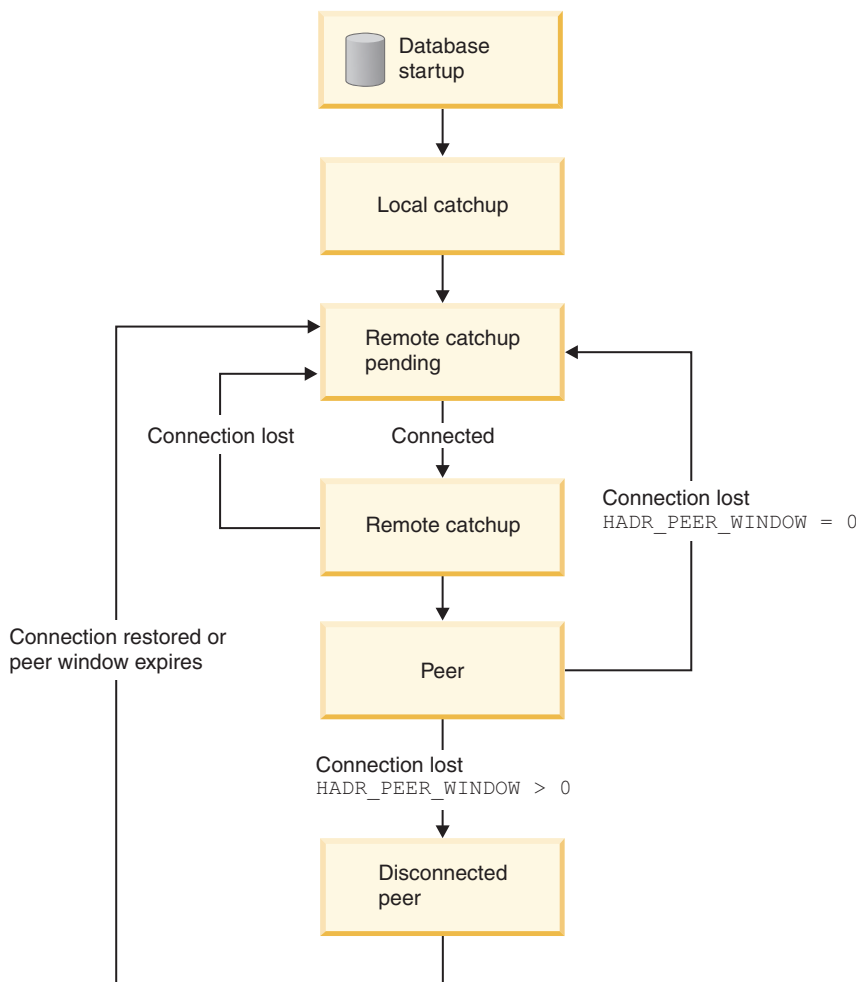 Database
startup
Local catchup
Remote catchup
pending
Connection lost
Connected
Remote catchup
Connection lost
HADR_PEER_WINDOW = 0
Connection restored or
peer window expires
Peer
Connection lost
HADR_PEER_WINDOW > 0
Disconnected
peer